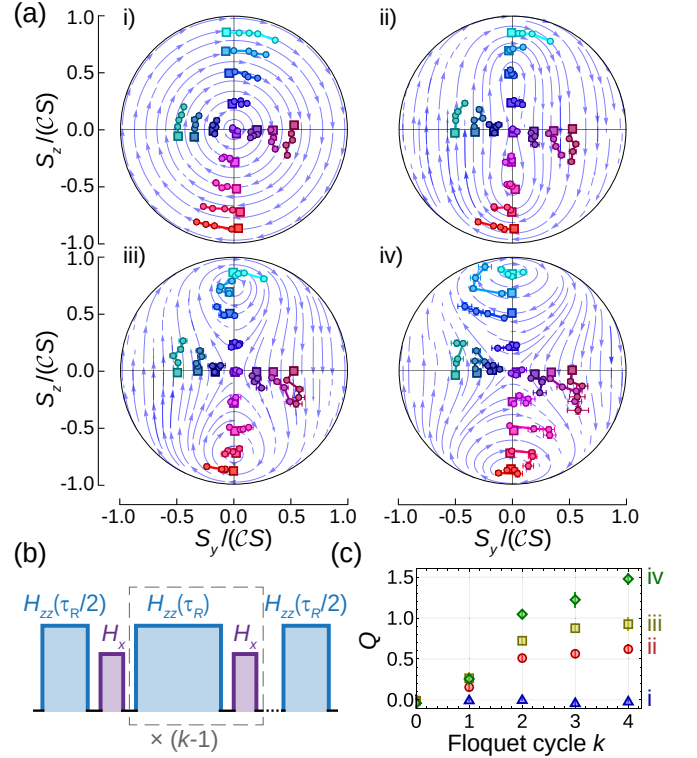 (a)
i)
ii)
1.0
0.5
0.0
-0.5
-1.0
S_z/(𝒞S)
iii)
iv)
1.0
0.5
0.0
-0.5
-1.0
S_z/(𝒞S)
-1.0 -0.5 0.0 0.5 1.0
-1.0 -0.5 0.0 0.5 1.0
S_y/(𝒞S)
S_y/(𝒞S)
(b)
H_zz(τ_R/2) H_x H_zz(τ_R) H_x H_zz(τ_R/2)
× (k-1)
(c)
Q
1.5
1.0
0.5
0.0
iv
iii
ii
i
0 1 2 3 4
Floquet cycle k